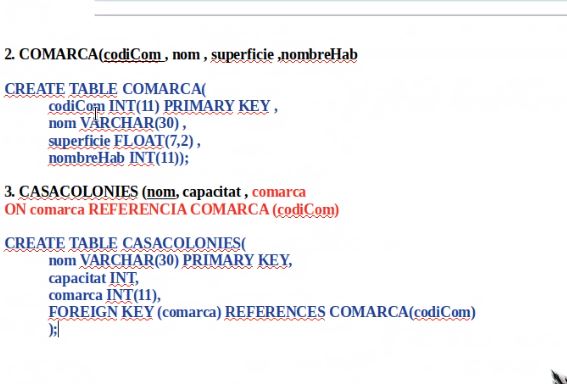 2. COMARCA(codiCom , nom , superficie ,nombreHab
CREATE TABLE COMARCA(
codiCom INT(11) PRIMARY KEY ,
nom VARCHAR(30) ,
superficie FLOAT(7,2) ,
nombreHab INT(11));
3. CASACOLONIES (nom, capacitat , comarca
ON comarca REFERENCIA COMARCA (codiCom)
CREATE TABLE CASACOLONIES(
nom VARCHAR(30) PRIMARY KEY,
capacitat INT,
comarca INT(11),
FOREIGN KEY (comarca) REFERENCES COMARCA(codiCom)
);